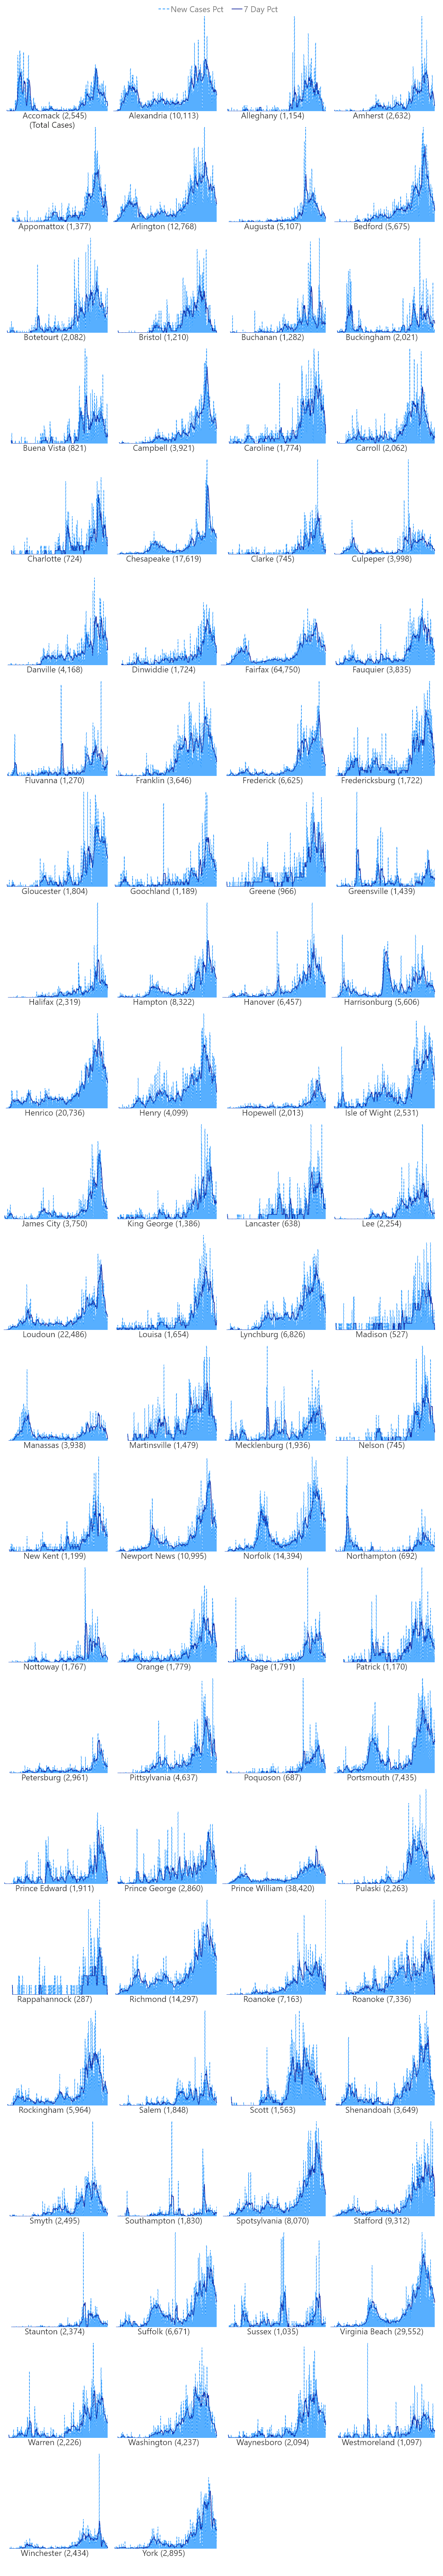 New Cases Pct 7 Day Pct
Accomack (2,545) Alexandria (10,113) Alleghany (1,154) Amherst (2,632)
(Total Cases)
Appomattox (1,377) Arlington (12,768) Augusta (5,107) Bedford (5,675)
Botetourt (2,082) Bristol (1,210) Buchanan (1,282) Buckingham (2,021)
Buena Vista (821) Campbell (3,921) Caroline (1,774) Carroll (2,062)
Charlotte (724) Chesapeake (17,619) Clarke (745) Culpeper (3,998)
Danville (4,168) Dinwiddie (1,724) Fairfax (64,750) Fauquier (3,835)
Fluvanna (1,270) Franklin (3,646) Frederick (6,625) Fredericksburg (1,722)
Gloucester (1,804) Goochland (1,189) Greene (966) Greensville (1,439)
Halifax (2,319) Hampton (8,322) Hanover (6,457) Harrisonburg (5,606)
Henrico (20,736) Henry (4,099) Hopewell (2,013) Isle of Wight (2,531)
James City (3,750) King George (1,386) Lancaster (638) Lee (2,254)
Loudoun (22,486) Louisa (1,654) Lynchburg (6,826) Madison (527)
Manassas (3,938) Martinsville (1,479) Mecklenburg (1,936) Nelson (745)
New Kent (1,199) Newport News (10,995) Norfolk (14,394) Northampton (692)
Nottoway (1,767) Orange (1,779) Page (1,791) Patrick (1,170)
Petersburg (2,961) Pittsylvania (4,637) Poquoson (687) Portsmouth (7,435)
Prince Edward (1,911) Prince George (2,860) Prince William (38,420) Pulaski (2,263)
Rappahannock (287) Richmond (14,297) Roanoke (7,163) Roanoke (7,336)
Rockingham (5,964) Salem (1,848) Scott (1,563) Shenandoah (3,649)
Smyth (2,495) Southampton (1,830) Spotsylvania (8,070) Stafford (9,312)
Staunton (2,374) Suffolk (6,671) Sussex (1,035) Virginia Beach (29,552)
Warren (2,226) Washington (4,237) Waynesboro (2,094) Westmoreland (1,097)
Winchester (2,434) York (2,895)